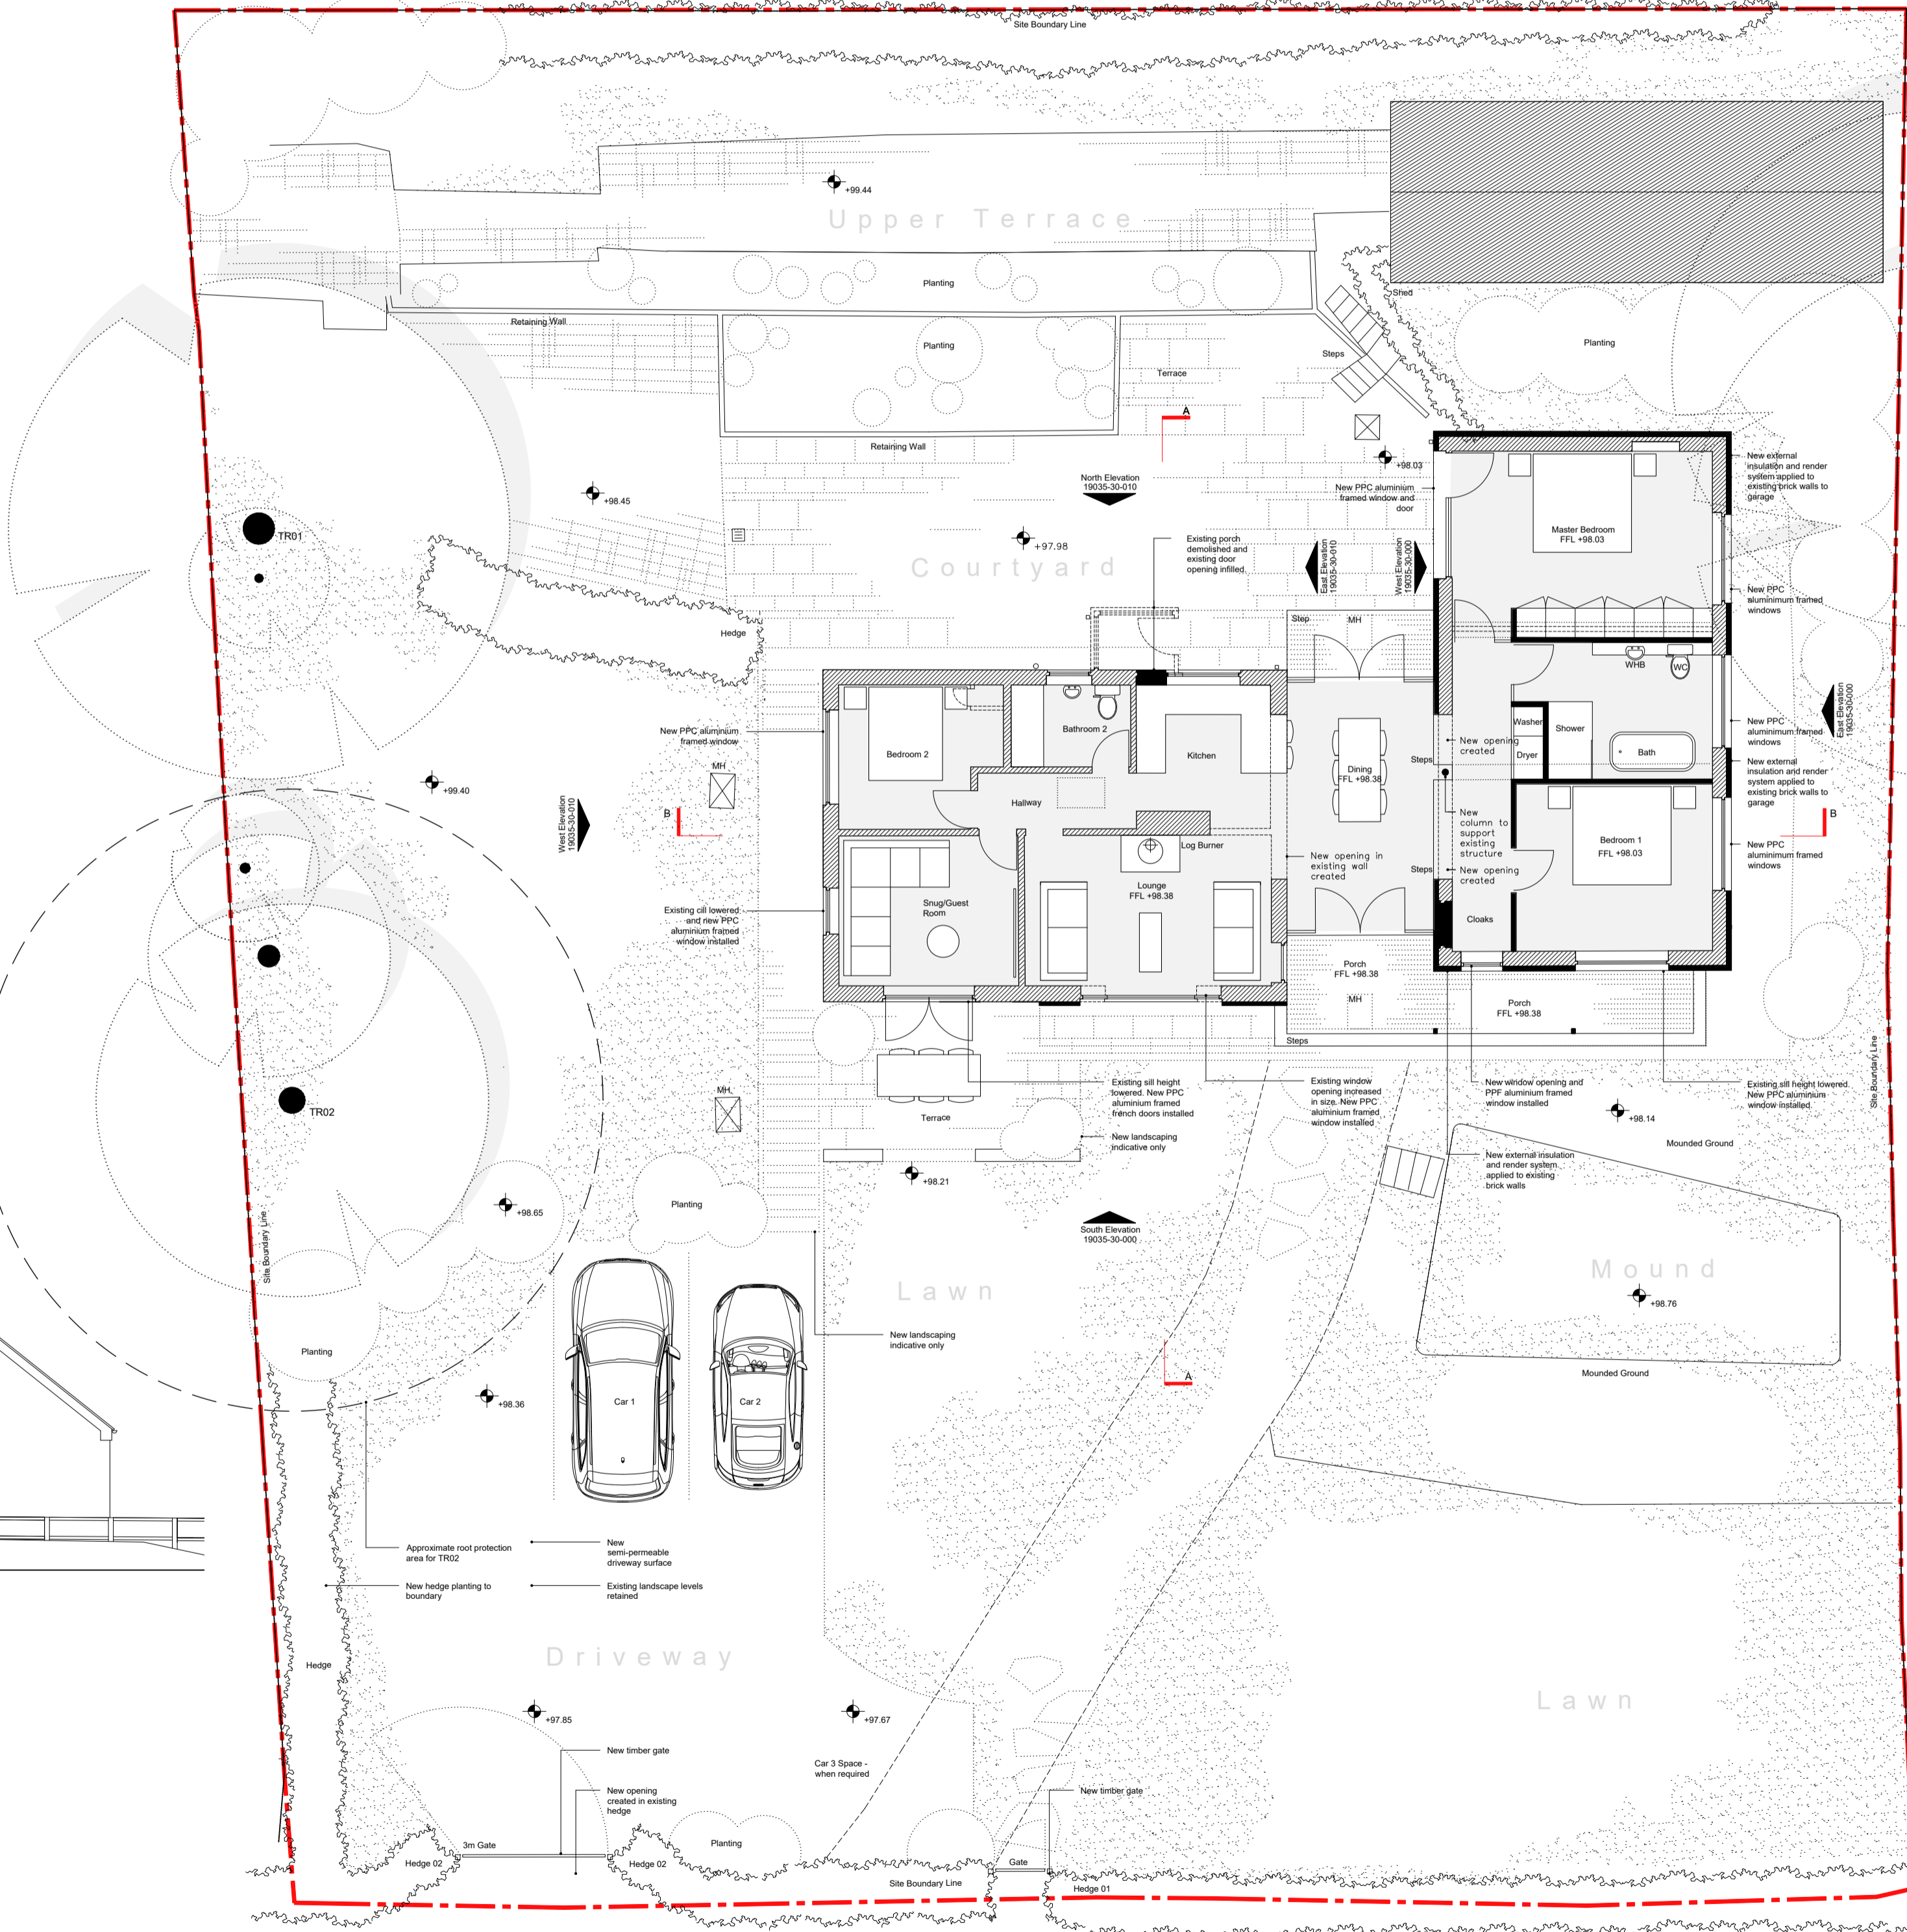 Site Boundary Line
+99.44
Upper Terrace
Planting
Shed
Retaining Wall
Planting
Steps
Planting
Terrace
A
Retaining Wall
+98.03
North Elevation
19035-30-010
New PPC aluminium
framed window and
door
New external
insulation and render
system applied to
existing brick walls to
garage
+98.45
TR01
Master Bedroom
FFL +98.03
+97.98
Existing porch
demolished and
existing door
opening infilled
East Elevation
19035-30-010
West Elevation
19035-30-000
Courtyard
New PPC
aluminimum framed
windows
Hedge
Step
MH
WHB
WC
New PPC aluminium
framed window
Bedroom 2
Bathroom 2
Kitchen
Washer
Shower
Dryer
Bath
New opening
created
New PPC
aluminimum framed
windows
East Elevation
19035-30-000
MH
Dining
FFL +98.38
Steps
New external
insulation and render
system applied to
existing brick walls to
garage
+99.40
Hallway
B
West Elevation
19035-30-010
New
column to
support
existing
structure
B
Bedroom 1
FFL +98.03
Log Burner
New opening in
existing wall
created
New PPC
aluminimum framed
windows
Steps
New opening
created
Lounge
FFL +98.38
Snug/Guest
Room
Existing cill lowered
and new PPC
aluminium framed
window installed
Cloaks
Porch
FFL +98.38
MH
Porch
FFL +98.38
Steps
Site Boundary Line
MH
Existing sill height
lowered. New PPC
aluminium framed
french doors installed
Existing window
opening increased
in size. New PPC
aluminium framed
window installed
New window opening and
PPF aluminium framed
window installed
Existing sill height lowered.
New PPC aluminium
window installed.
TR02
Terrace
+98.14
New landscaping
indicative only
Mounded Ground
New external insulation
and render system
applied to existing
brick walls
+98.21
Planting
+98.65
South Elevation
19035-30-000
Site Boundary Line
Mound
Lawn
+98.76
New landscaping
indicative only
Planting
Mounded Ground
A
+98.36
Car 1
Car 2
Approximate root protection
area for TR02
New
semi-permeable
driveway surface
New hedge planting to
boundary
Existing landscape levels
retained
Hedge
Driveway
Lawn
+97.85
+97.67
New timber gate
Car 3 Space -
when required
New opening
created in existing
hedge
New timber gate
3m Gate
Planting
Hedge 02
Hedge 02
Gate
Site Boundary Line
Hedge 01